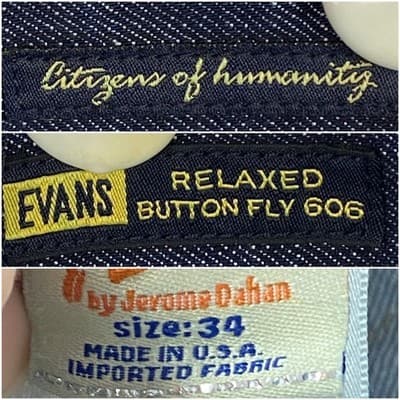 Citizens of humanity
EVANS
RELAXED
BUTTON FLY 606
by Jerome Dahan
size: 34
MADE IN U.S.A.
IMPORTED FABRIC